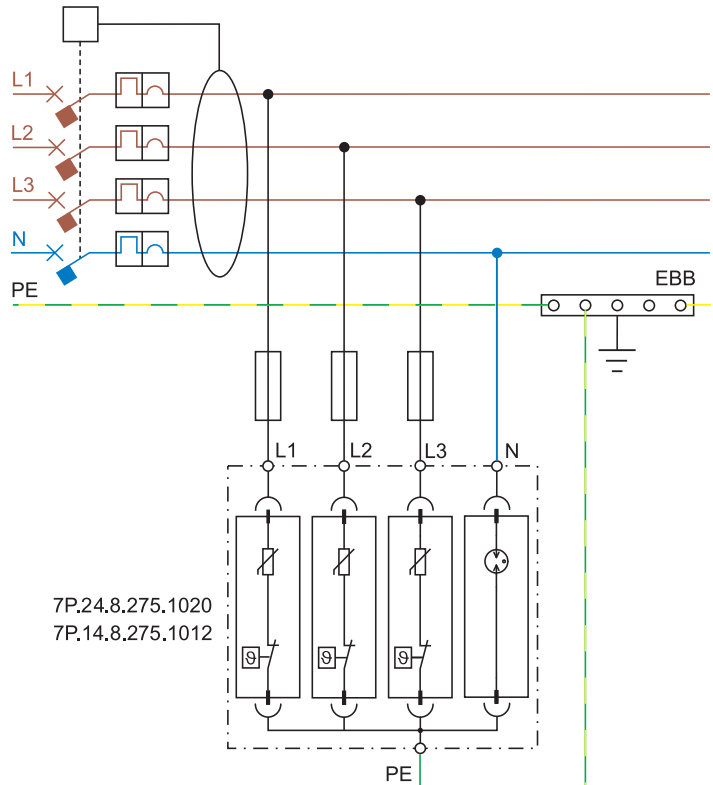 L1
L2
L3
N
PE
EBB
L1
L2
L3
N
7P.24.8.275.1020
7P.14.8.275.1012
ϑ
ϑ
ϑ
PE